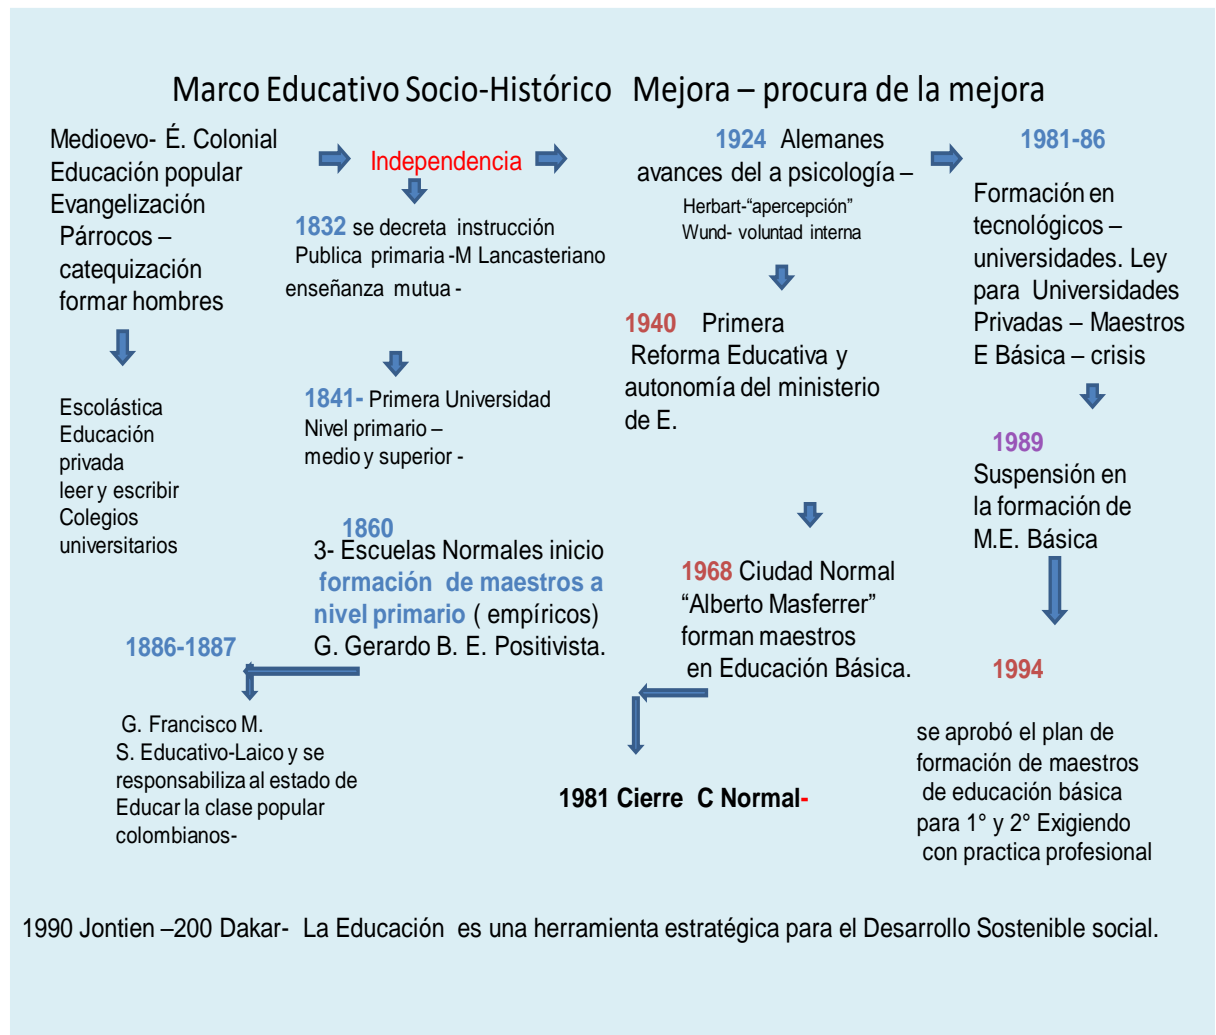 Marco Educativo Socio-Histórico Mejora – procura de la mejora
Medioevo- É. Colonial
Educación popular
Evangelización
Párrocos –
catequización
formar hombres
Escolástica
Educación
privada
leer y escribir
Colegios
universitarios
Independencia
1832 se decreta instrucción
Publica primaria -M Lancasteriano
enseñanza mutua -
1841- Primera Universidad
Nivel primario –
medio y superior -
1860
3- Escuelas Normales inicio
formación de maestros a
nivel primario ( empíricos)
G. Gerardo B. E. Positivista.
1886-1887
G. Francisco M.
S. Educativo-Laico y se
responsabiliza al estado de
Educar la clase popular
colombianos-
1924 Alemanes
avances del a psicología –
Herbart-“apercepción”
Wund- voluntad interna
1940 Primera
Reforma Educativa y
autonomía del ministerio
de E.
1968 Ciudad Normal
“Alberto Masferrer”
forman maestros
en Educación Básica.
1981 Cierre C Normal-
1981-86
Formación en
tecnológicos –
universidades. Ley
para Universidades
Privadas – Maestros
E Básica – crisis
1989
Suspensión en
la formación de
M.E. Básica
1994
se aprobó el plan de
formación de maestros
de educación básica
para 1° y 2° Exigiendo
con practica profesional
1990 Jontien –200 Dakar- La Educación es una herramienta estratégica para el Desarrollo Sostenible social.